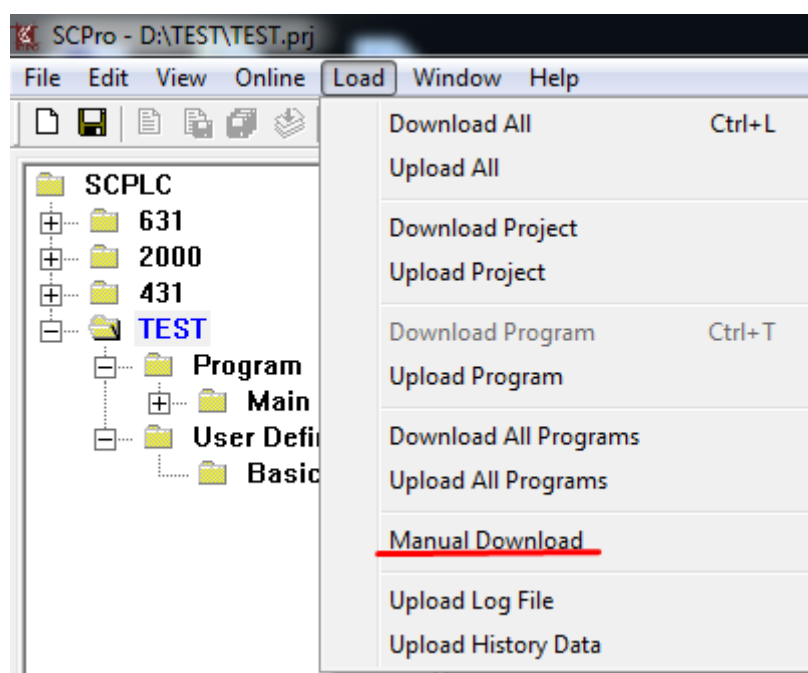 SCPro - D:\TEST\TEST.prj
File Edit View Online Load Window Help
Download All Ctrl+L
Upload All
Download Project
Upload Project
Download Program Ctrl+T
Upload Program
Download All Programs
Upload All Programs
Manual Download
Upload Log File
Upload History Data
SCPLC
631
2000
431
TEST
Program
Main
User Defi
Basic